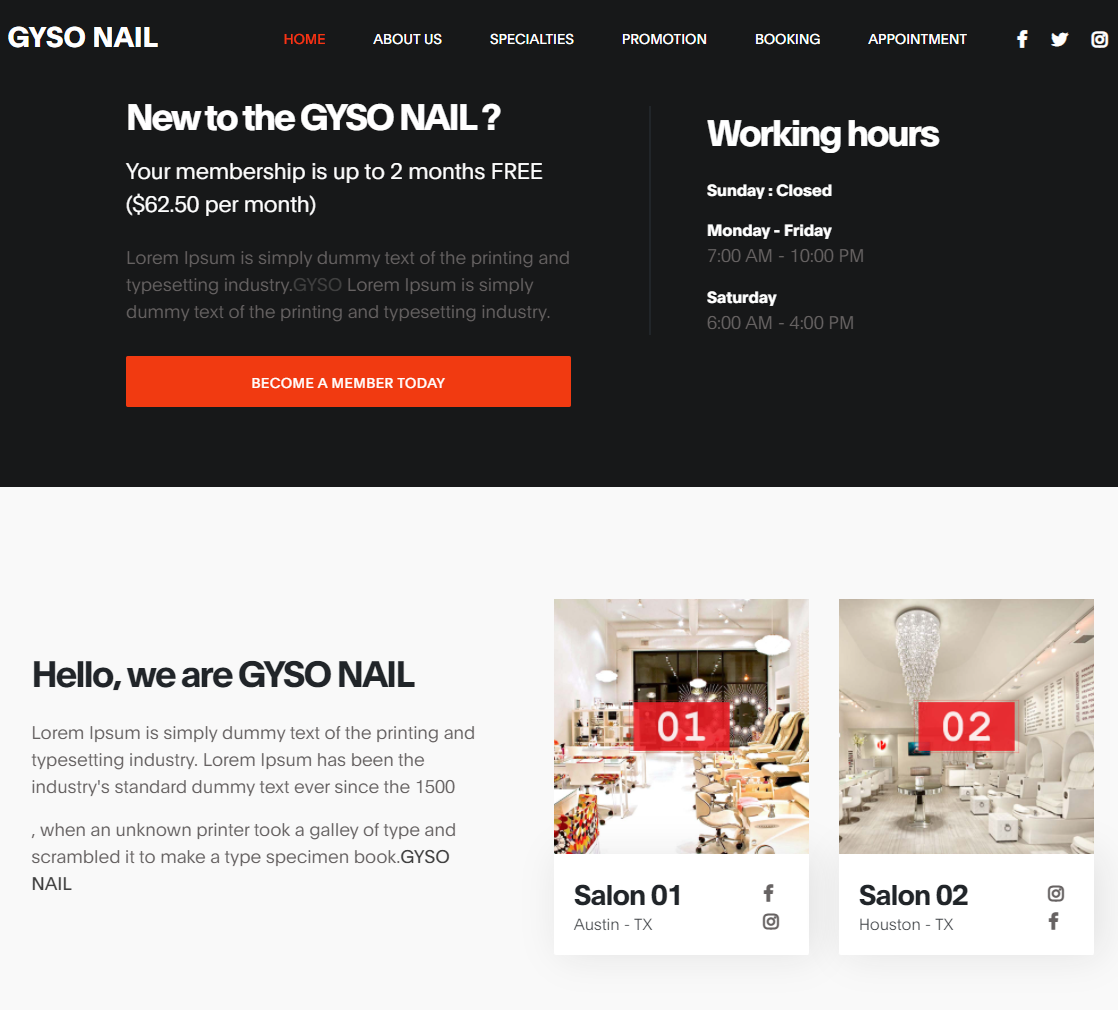 GYSO NAIL
HOME ABOUT US SPECIALTIES PROMOTION BOOKING APPOINTMENT
New to the GYSO NAIL ?
Your membership is up to 2 months FREE
($62.50 per month)
Lorem Ipsum is simply dummy text of the printing and
typesetting industry.GYSO Lorem Ipsum is simply
dummy text of the printing and typesetting industry.
BECOME A MEMBER TODAY
Working hours
Sunday : Closed
Monday - Friday
7:00 AM - 10:00 PM
Saturday
6:00 AM - 4:00 PM
Hello, we are GYSO NAIL
Lorem Ipsum is simply dummy text of the printing and
typesetting industry. Lorem Ipsum has been the
industry's standard dummy text ever since the 1500
, when an unknown printer took a galley of type and
scrambled it to make a type specimen book.GYSO
NAIL
01
Salon 01
Austin - TX
02
Salon 02
Houston - TX